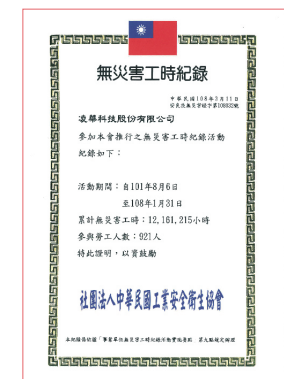 無災害工時紀錄
中華民國108年3月11日
凌華科技股份有限公司
參加本會推行之無災害工時紀錄活動
紀錄如下：
活動期間：自101年8月6日
至108年1月31日
累計無災害工時：12,161,215小時
參與勞工人數：921人
特此證明，以資鼓勵
社團法人中華民國工業安全衛生協會